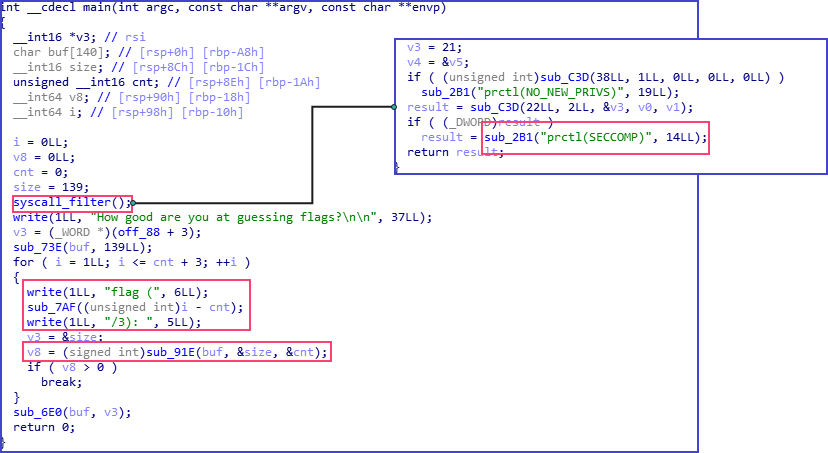 int __cdecl main(int argc, const char **argv, const char **envp)
{
__int16 *v3; // rsi
char buf[140]; // [rsp+0h] [rbp-A8h]
__int16 size; // [rsp+8Ch] [rbp-1Ch]
unsigned __int16 cnt; // [rsp+8Eh] [rbp-1Ah]
__int64 v8; // [rsp+90h] [rbp-18h]
__int64 i; // [rsp+98h] [rbp-10h]
i = 0LL;
v8 = 0LL;
cnt = 0;
size = 139;
syscall_filter();
write(1LL, "How good are you at guessing flags?\n\n", 37LL);
v3 = (_WORD *)(off_88 + 3);
sub_73E(buf, 139LL);
for ( i = 1LL; i <= cnt + 3; ++i )
{
write(1LL, "flag (", 6LL);
sub_7AF((unsigned int)i - cnt);
write(1LL, "/3): ", 5LL);
v3 = &size;
v8 = (signed int)sub_91E(buf, &size, &cnt);
if ( v8 > 0 )
break;
}
sub_6E0(buf, v3);
return 0;
}
v3 = 21;
v4 = &v5;
if ( (unsigned int)sub_C3D(38LL, 1LL, 0LL, 0LL, 0LL) )
sub_2B1("prctl(NO_NEW_PRIVS)", 19LL);
result = sub_C3D(22LL, 2LL, &v3, v0, v1);
if ( (_DWORD)result )
result = sub_2B1("prctl(SECCOMP)", 14LL);
return result;
}